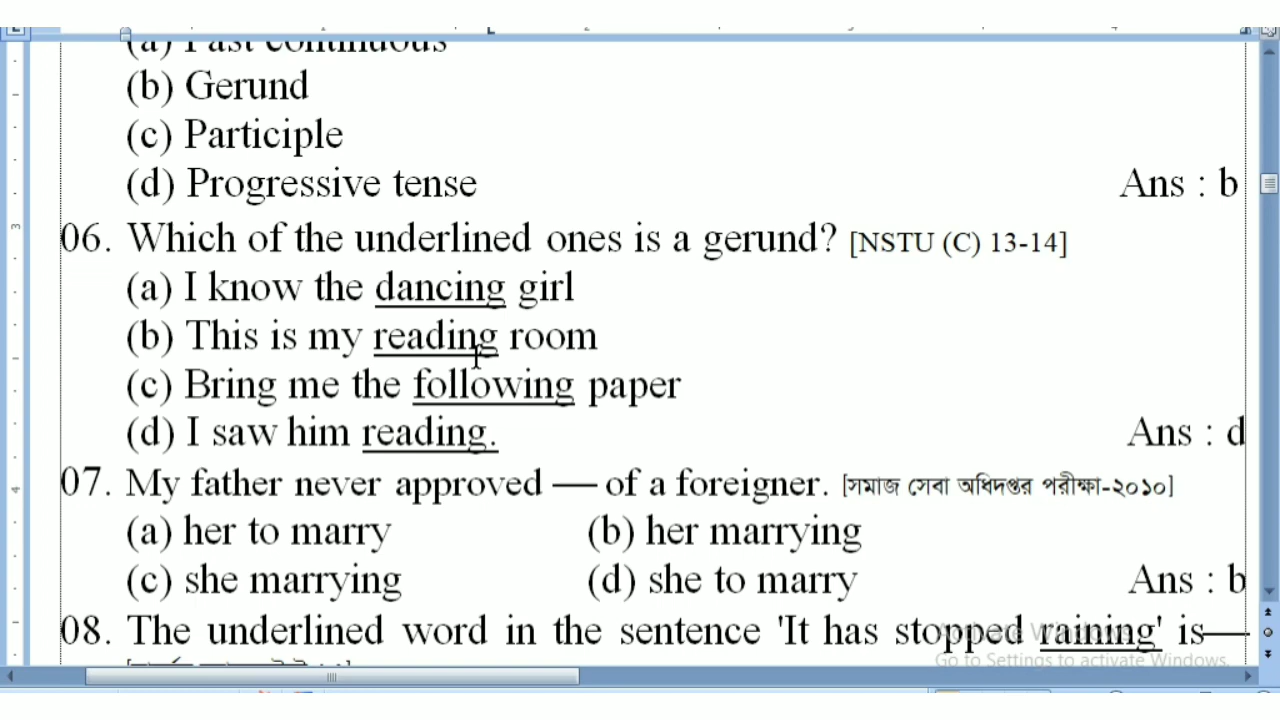 (a) Past continuous
(b) Gerund
(c) Participle
(d) Progressive tense Ans : b
06. Which of the underlined ones is a gerund? [NSTU (C) 13-14]
(a) I know the dancing girl
(b) This is my reading room
(c) Bring me the following paper
(d) I saw him reading. Ans : d
07. My father never approved — of a foreigner. [সমাজ সেবা অধিদপ্তর পরীক্ষা-২০১০]
(a) her to marry (b) her marrying
(c) she marrying (d) she to marry Ans : b
08. The underlined word in the sentence 'It has stopped raining' is—
Activate Windows
Go to Settings to activate Windows.